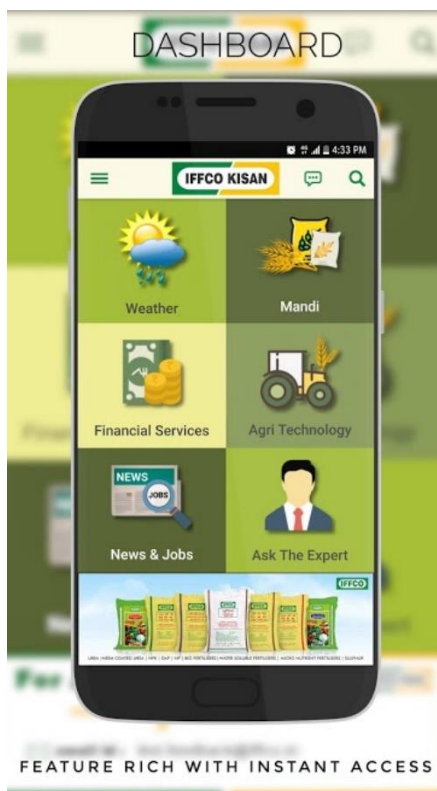 DASHBOARD
4:33 PM
IFFCO KISAN
Weather
Mandi
Financial Services
Agri Technology
NEWS
JOBS
News & Jobs
Ask The Expert
IFFCO
FEATURE RICH WITH INSTANT ACCESS